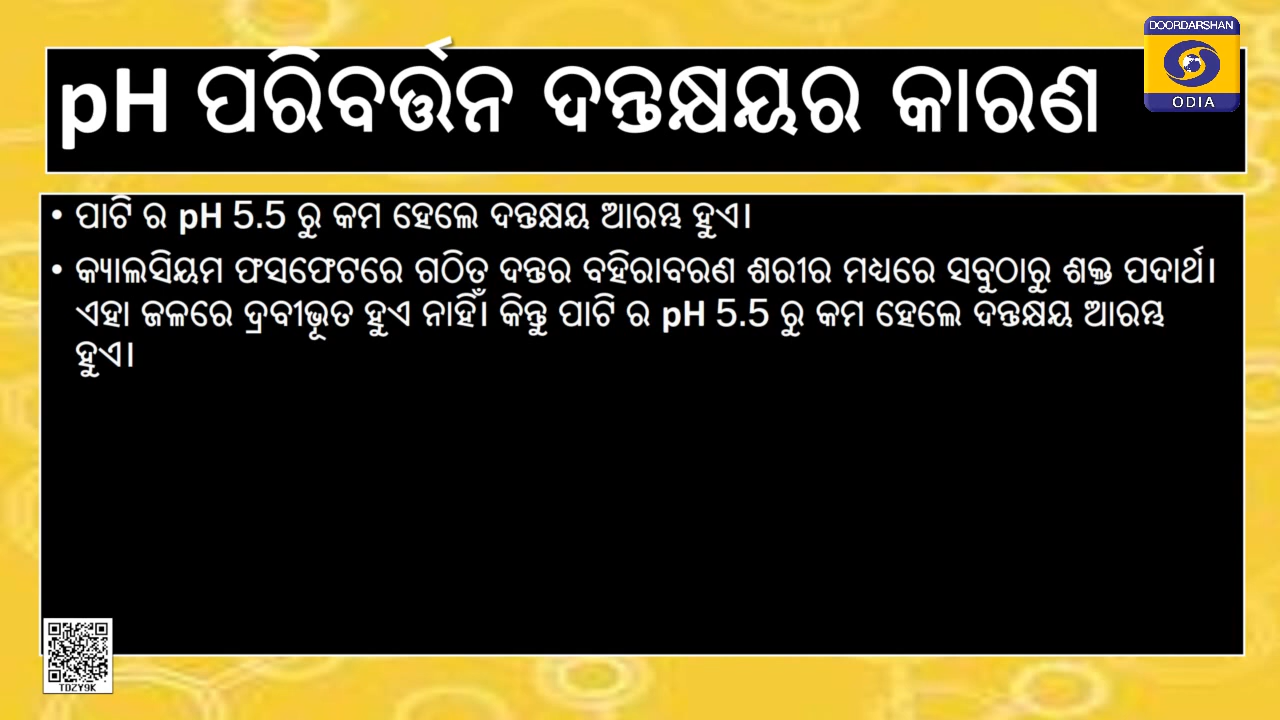 DOORDARSHAN
ODIA
pH ପରିବର୍ତ୍ତନ ଦନ୍ତକ୍ଷୟର କାରଣ
• ପାଟି ର pH 5.5 ରୁ କମ ହେଲେ ଦନ୍ତକ୍ଷୟ ଆରମ୍ଭ ହୁଏ।
• କ୍ୟାଲସିୟମ ଫସଫେଟରେ ଗଠିତ ଦନ୍ତର ବହିରାବରଣ ଶରୀର ମଧ୍ୟରେ ସବୁଠାରୁ ଶକ୍ତ ପଦାର୍ଥ।
ଏହା ଜଳରେ ଦ୍ରବୀଭୂତ ହୁଏ ନାହିଁ। କିନ୍ତୁ ପାଟି ର pH 5.5 ରୁ କମ ହେଲେ ଦନ୍ତକ୍ଷୟ ଆରମ୍ଭ
ହୁଏ।
TDZY9K